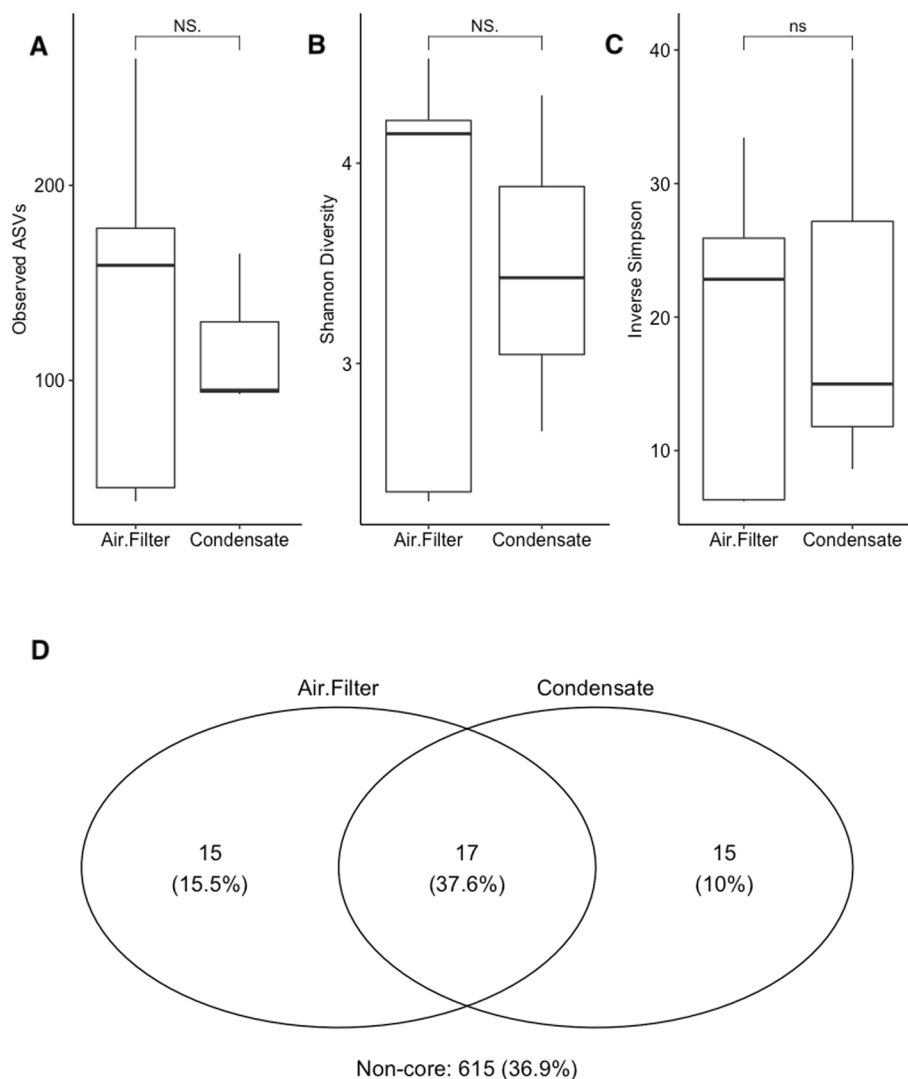 A
NS.
Observed ASVs
200
100
Air.Filter
Condensate
B
NS.
Shannon Diversity
4
3
Air.Filter
Condensate
C
ns
Inverse Simpson
40
30
20
10
Air.Filter
Condensate
D
Air.Filter
Condensate
15
(15.5%)
17
(37.6%)
15
(10%)
Non-core: 615 (36.9%)